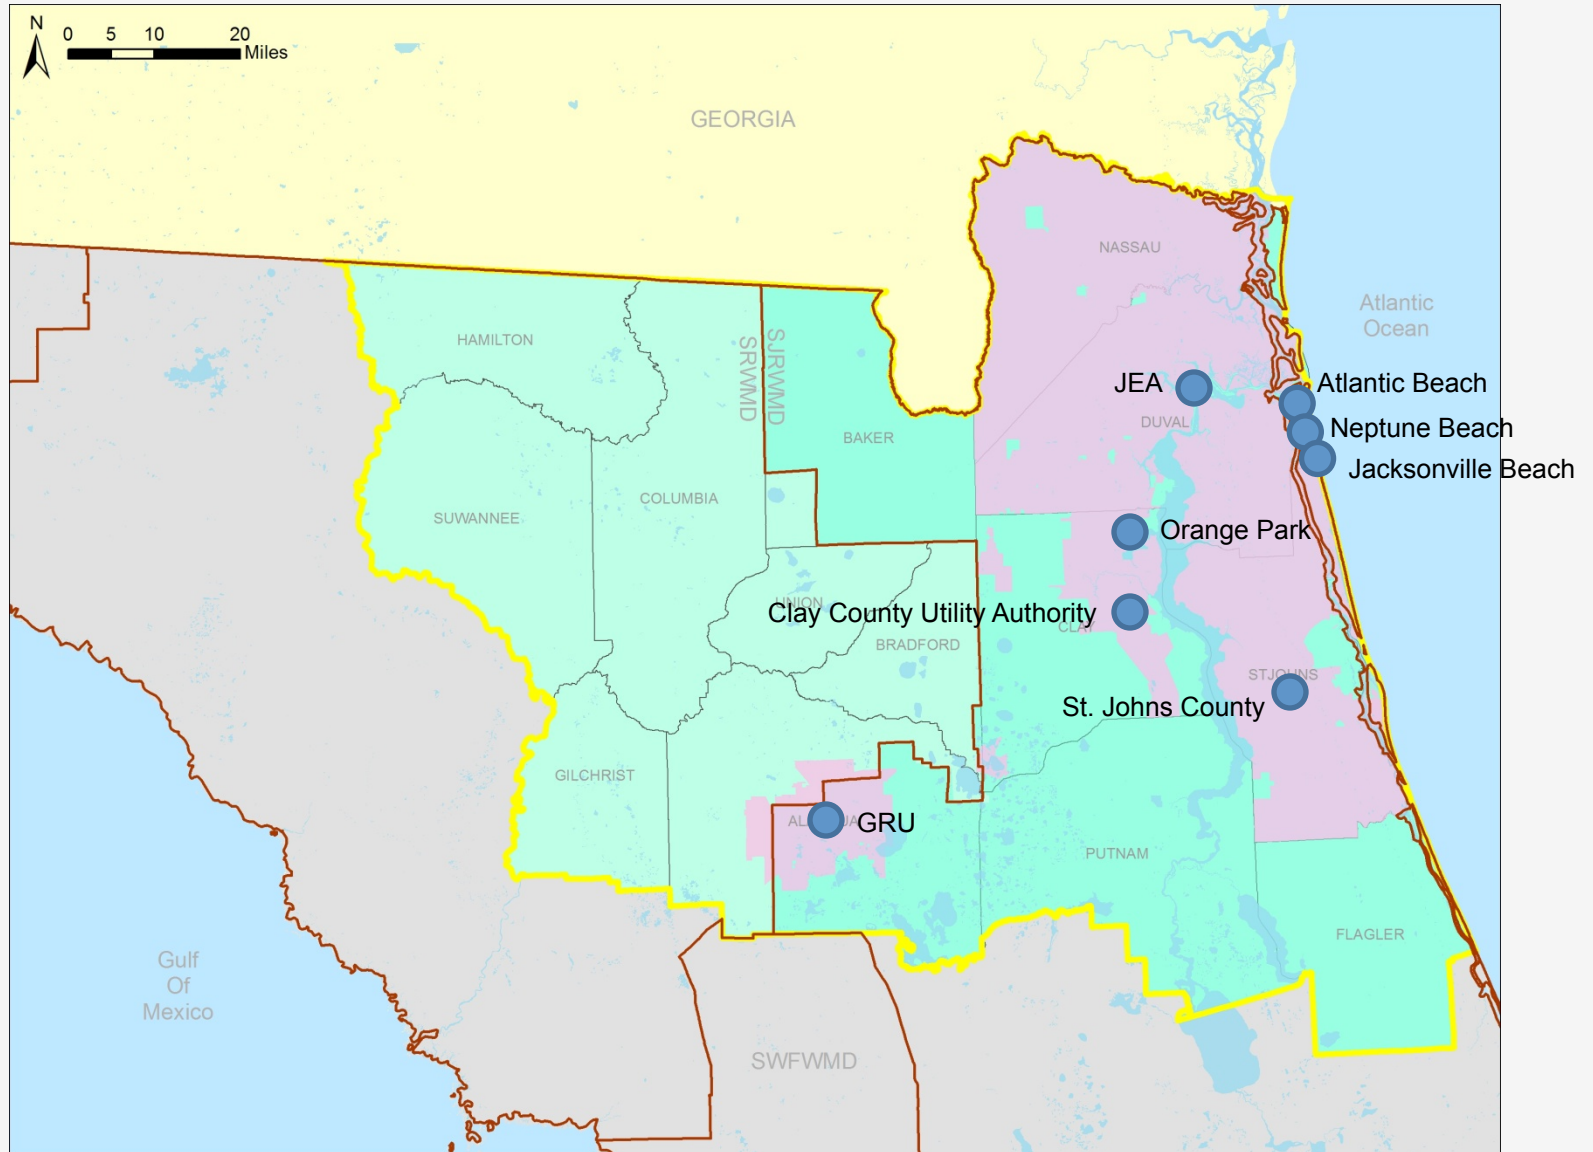 N
0 5 10 20
Miles
GEORGIA
NASSAU
Atlantic
Ocean
HAMILTON
SRWMD
SJRWMD
JEA
Atlantic Beach
DUVAL
Neptune Beach
BAKER
Jacksonville Beach
COLUMBIA
SUWANNEE
Orange Park
UNION
Clay County Utility Authority
CLAY
BRADFORD
STJOHNS
St. Johns County
GILCHRIST
GRU
PUTNAM
FLAGLER
Gulf
Of
Mexico
SWFWMD